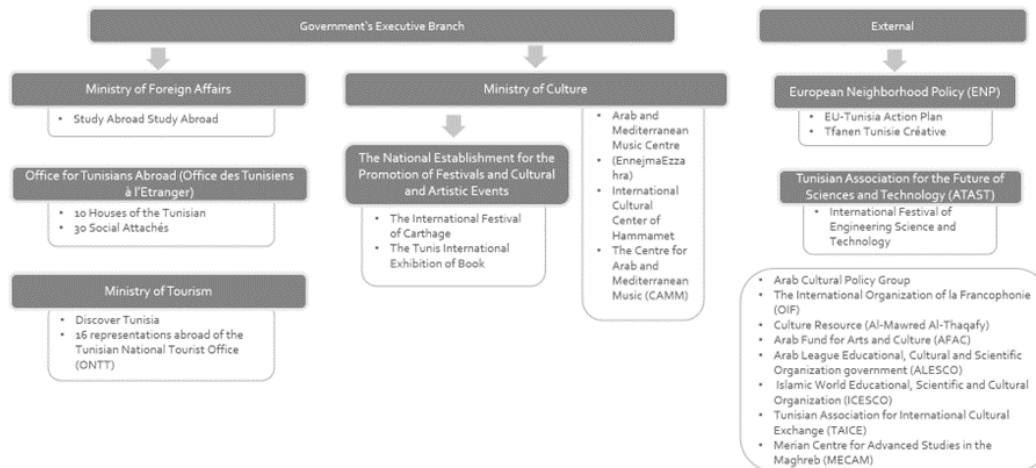 Government's Executive Branch
Ministry of Foreign Affairs
• Study Abroad Study Abroad
Office for Tunisians Abroad (Office des Tunisiens
à l'Etranger)
• 10 Houses of the Tunisian
• 30 Social Attachés
Ministry of Tourism
• Discover Tunisia
• 16 representations abroad of the
Tunisian National Tourist Office
(ONTT)
Ministry of Culture
The National Establishment for the
Promotion of Festivals and Cultural
and Artistic Events
• The International Festival
of Carthage
• The Tunis International
Exhibition of Book
• Arab and
Mediterranean
Music Centre
• (EnnejmaEzza
hra)
• International
Cultural
Center of
Hammamet
• The Centre for
Arab and
Mediterranean
Music (CAMM)
External
European Neighborhood Policy (ENP)
• EU-Tunisia Action Plan
• Tfanen Tunisie Créative
Tunisian Association for the Future of
Sciences and Technology (ATAST)
• International Festival of
Engineering Science and
Technology
• Arab Cultural Policy Group
• The International Organization of la Francophonie
(OIF)
• Culture Resource (Al-Mawred Al-Thaqafy)
• Arab Fund for Arts and Culture (AFAC)
• Arab League Educational, Cultural and Scientific
Organization government (ALESCO)
• Islamic World Educational, Scientific and Cultural
Organization (ICESCO)
• Tunisian Association for International Cultural
Exchange (TAICE)
• Merian Centre for Advanced Studies in the
Maghreb (MECAM)